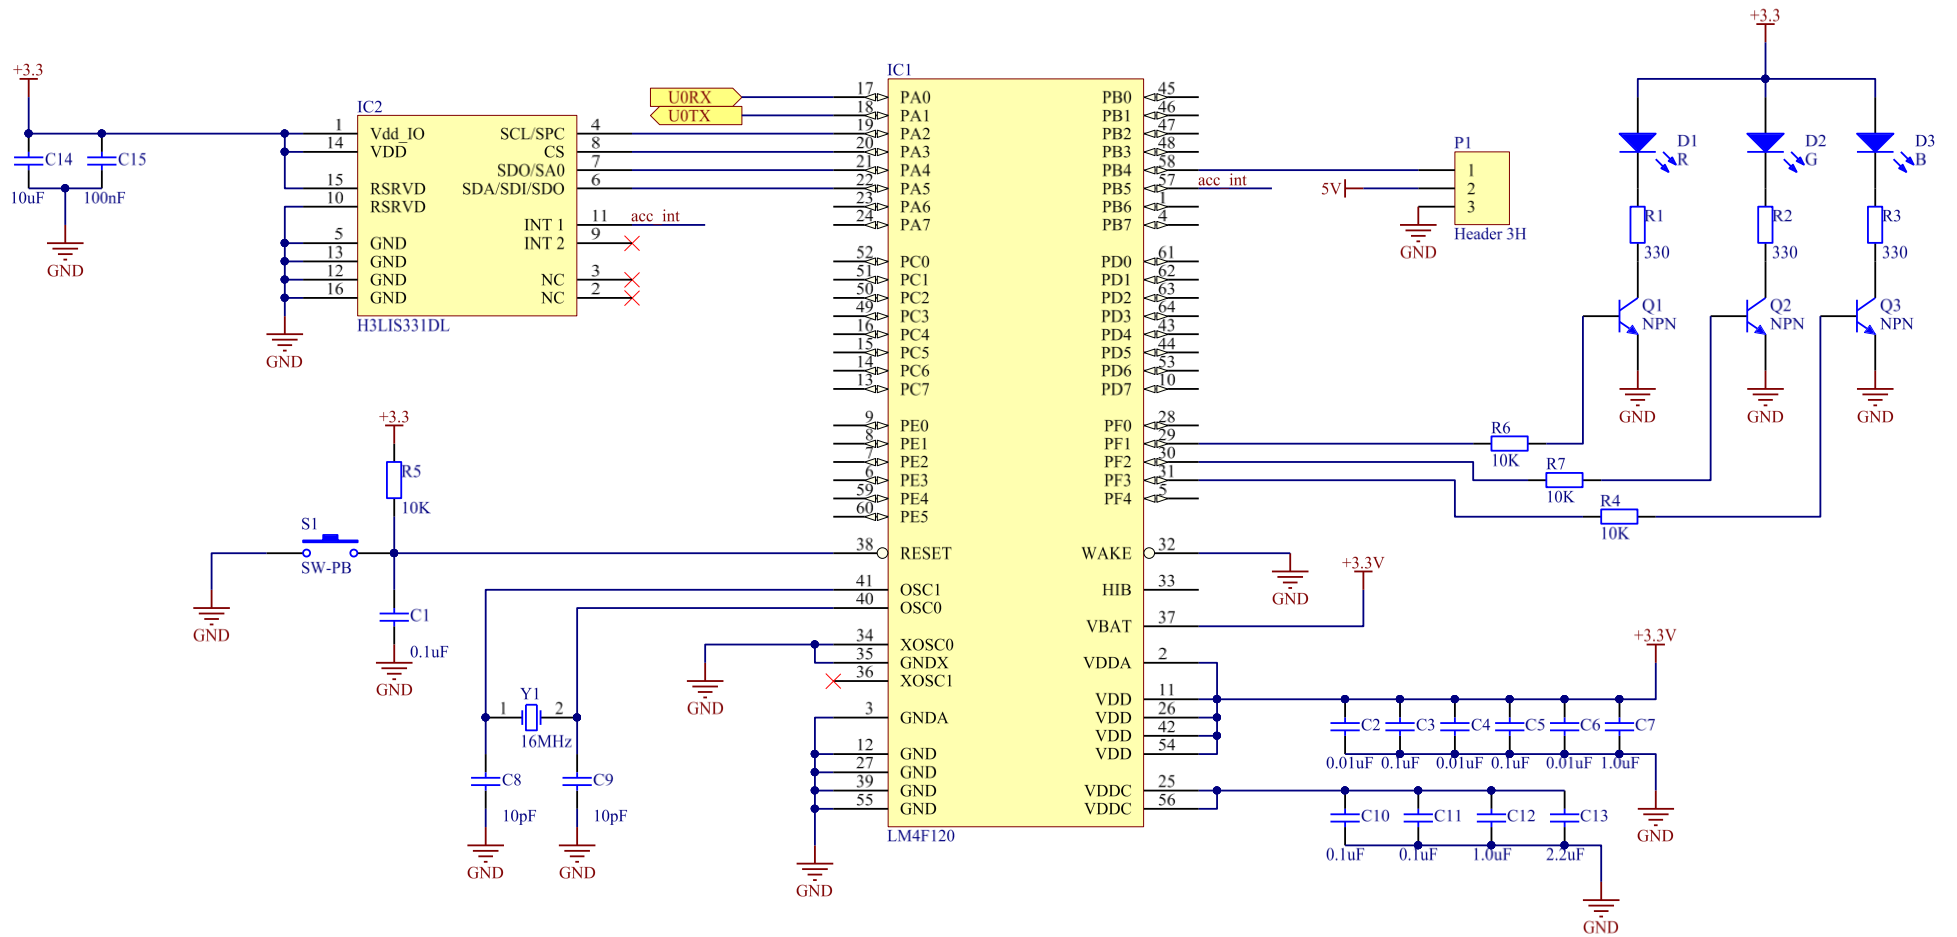 +3.3
C14
10uF
C15
100nF
GND
IC2
1 Vdd_IO
14 VDD
15 RSRVD
10 RSRVD
5 GND
13 GND
12 GND
16 GND
SCL/SPC 4
CS 8
SDO/SA0 7
SDA/SDI/SDO 6
INT 1 11 acc_int
INT 2 9
NC 3
NC 2
H3LIS331DL
GND
U0RX
U0TX
+3.3
R5
10K
S1
SW-PB
GND
C1
0.1uF
GND
Y1
1 2
16MHz
C8
10pF
GND
C9
10pF
GND
GND
GND
IC1
17 PA0
18 PA1
19 PA2
20 PA3
21 PA4
22 PA5
23 PA6
24 PA7
52 PC0
51 PC1
50 PC2
49 PC3
16 PC4
15 PC5
14 PC6
13 PC7
9 PE0
8 PE1
7 PE2
6 PE3
59 PE4
60 PE5
38 RESET
41 OSC1
40 OSC0
34 XOSC0
35 GNDX
36 XOSC1
3 GNDA
12 GND
27 GND
39 GND
55 GND
PB0 45
PB1 46
PB2 47
PB3 48
PB4 58
PB5 57 acc_int
PB6 1
PB7 4
PD0 61
PD1 62
PD2 63
PD3 64
PD4 43
PD5 44
PD6 53
PD7 10
PF0 28
PF1 29
PF2 30
PF3 31
PF4 5
WAKE 32
HIB 33
VBAT 37
VDDA 2
VDD 11
VDD 26
VDD 42
VDD 54
VDDC 25
VDDC 56
LM4F120
P1
1
2
3
Header 3H
5V
GND
+3.3
D1
R
D2
G
D3
B
R1
330
R2
330
R3
330
Q1
NPN
Q2
NPN
Q3
NPN
GND
GND
GND
R6
10K
R7
10K
R4
10K
GND
+3.3V
+3.3V
C2 C3 C4 C5 C6 C7
0.01uF 0.1uF 0.01uF 0.1uF 0.01uF 1.0uF
GND
C10 C11 C12 C13
0.1uF 0.1uF 1.0uF 2.2uF
GND